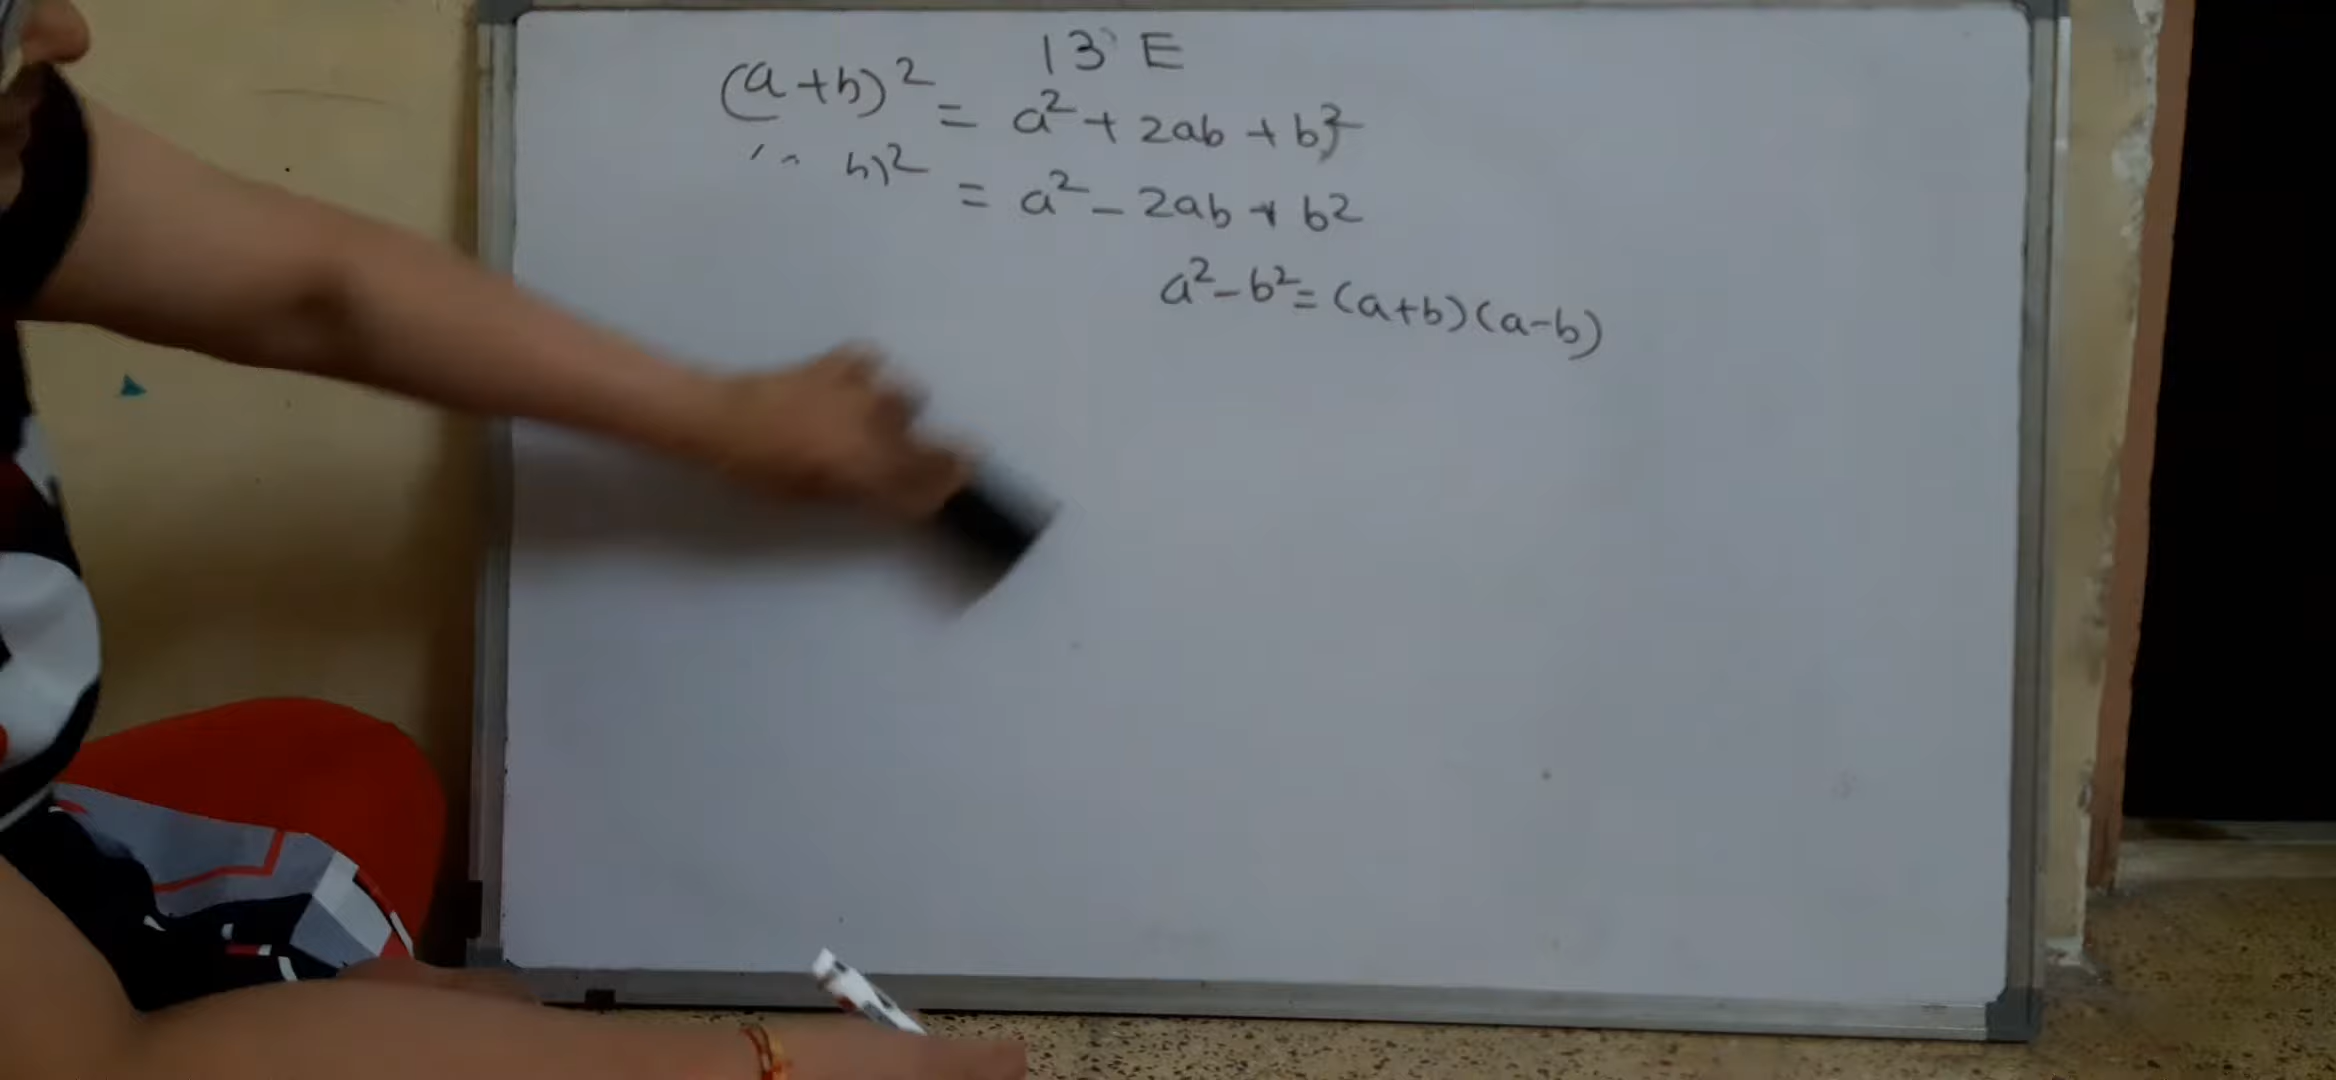 13 E
(a+b)² = a²+ 2ab + b²
b)² = a² - 2ab + b2
a²-b²= (a+b)(a-b)